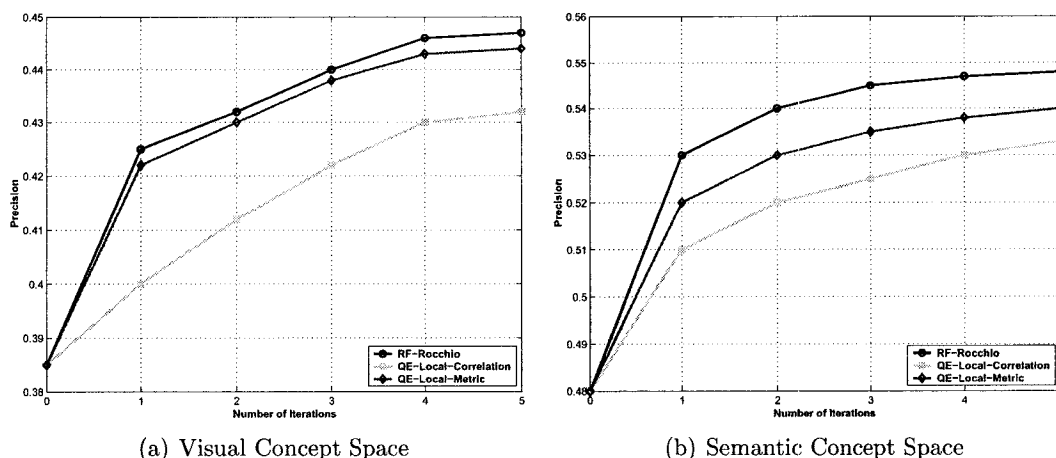 0.45
0.44
0.43
0.42
0.41
0.4
0.39
0.38
Precision
0 1 2 3 4 5
Number of Iterations
RF-Rocchio
QE-Local-Correlation
QE-Local-Metric
(a) Visual Concept Space
0.56
0.55
0.54
0.53
0.52
0.51
0.5
0.49
0.48
Precision
0 1 2 3 4
Number of Iterations
RF-Rocchio
QE-Local-Correlation
QE-Local-Metric
(b) Semantic Concept Space